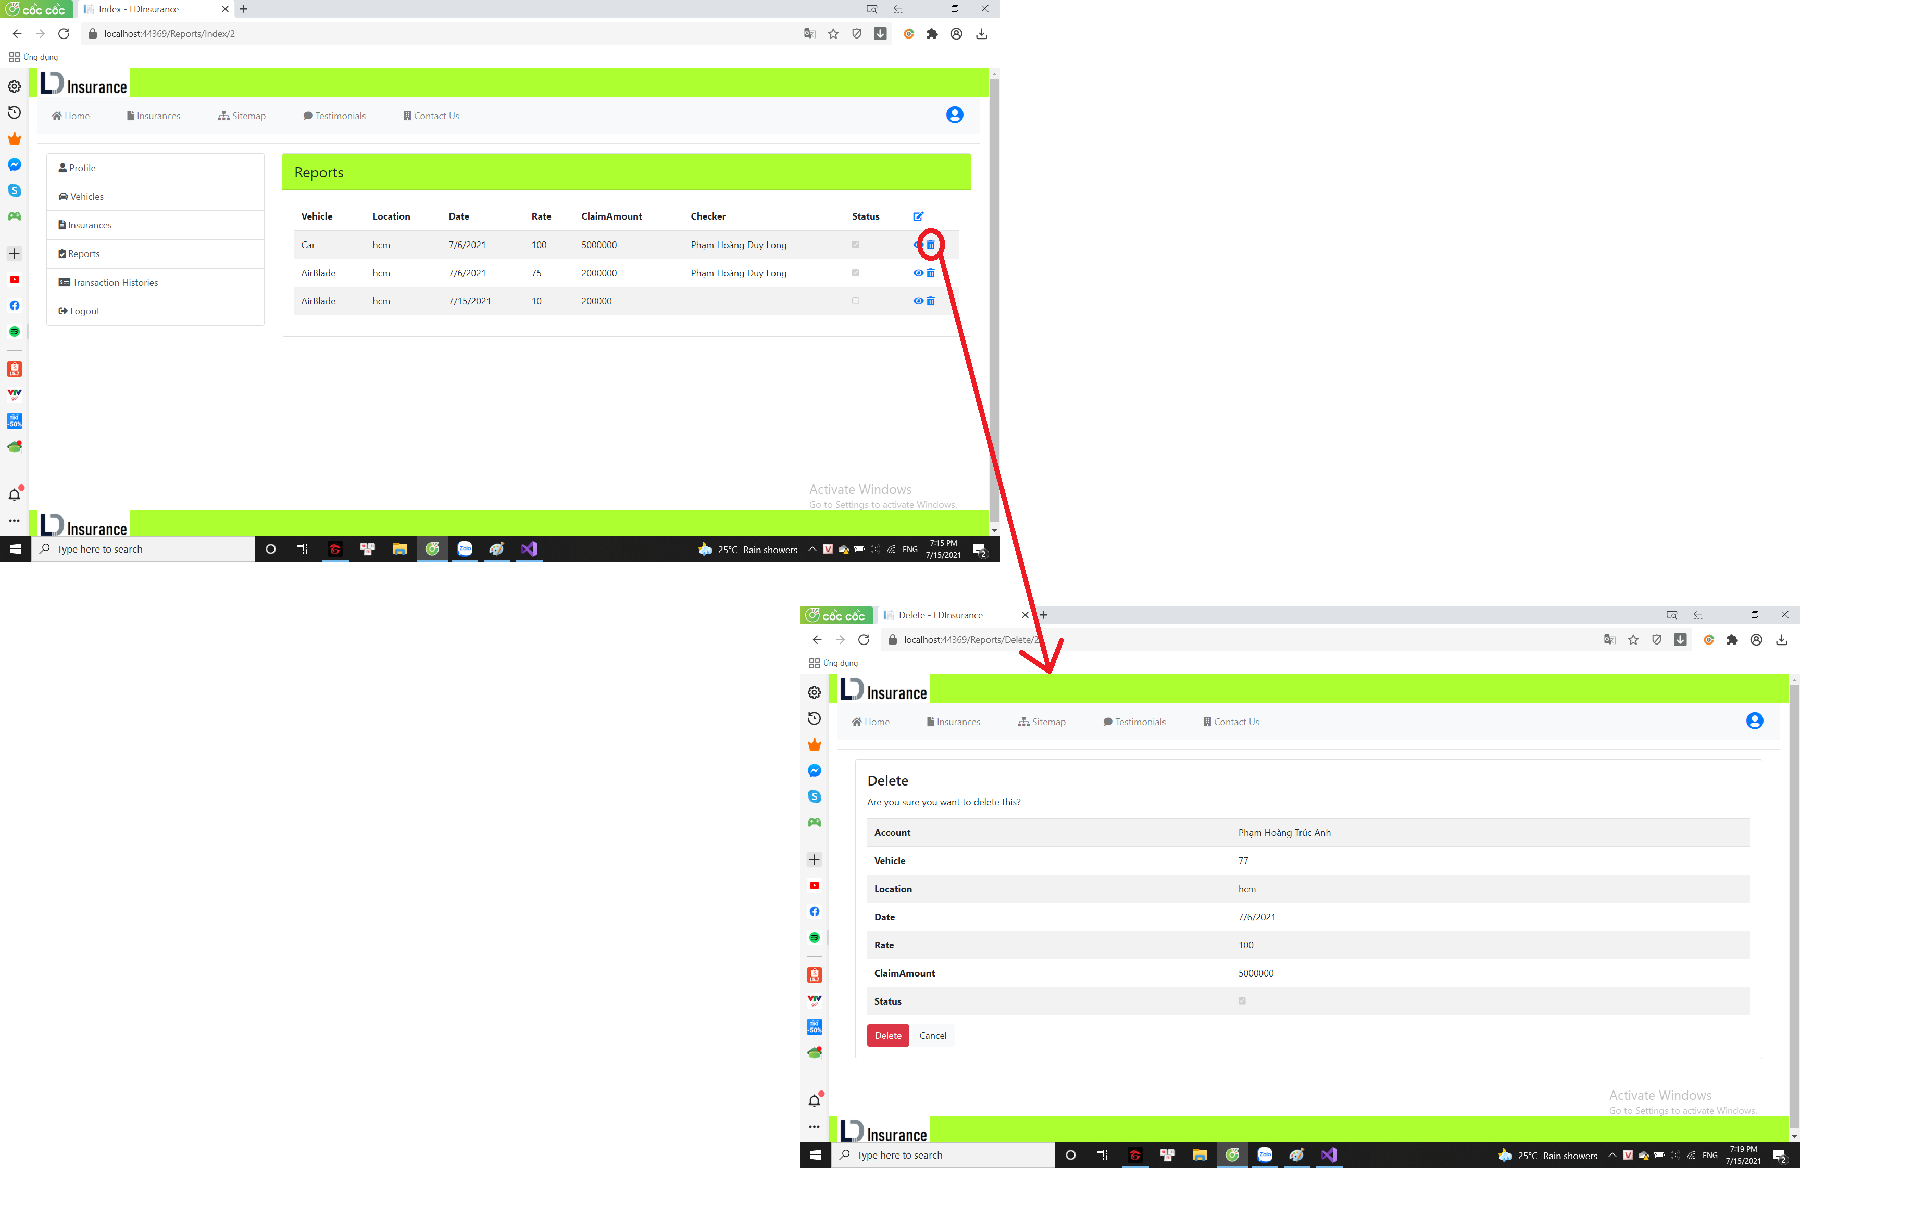 cốc cốc
Index - LDInsurance
localhost:44369/Reports/Index/2
Ứng dụng
LD Insurance
Home
Insurances
Sitemap
Testimonials
Contact Us
Profile
Vehicles
Insurances
Reports
Transaction Histories
Logout
Reports
Vehicle Location Date Rate ClaimAmount Checker Status
Car hcm 7/6/2021 100 5000000 Phạm Hoàng Duy Long
AirBlade hcm 7/6/2021 75 2000000 Phạm Hoàng Duy Long
AirBlade hcm 7/15/2021 10 200000
Activate Windows
Go to Settings to activate Windows.
LD Insurance
Type here to search
25°C Rain showers
ENG
7:15 PM
7/15/2021
2
cốc cốc
Delete - LDInsurance
localhost:44369/Reports/Delete/2
Ứng dụng
LD Insurance
Home
Insurances
Sitemap
Testimonials
Contact Us
Delete
Are you sure you want to delete this?
Account Phạm Hoàng Trúc Anh
Vehicle 77
Location hcm
Date 7/6/2021
Rate 100
ClaimAmount 5000000
Status
Delete
Cancel
Activate Windows
Go to Settings to activate Windows.
LD Insurance
Type here to search
25°C Rain showers
ENG
7:19 PM
7/15/2021
2